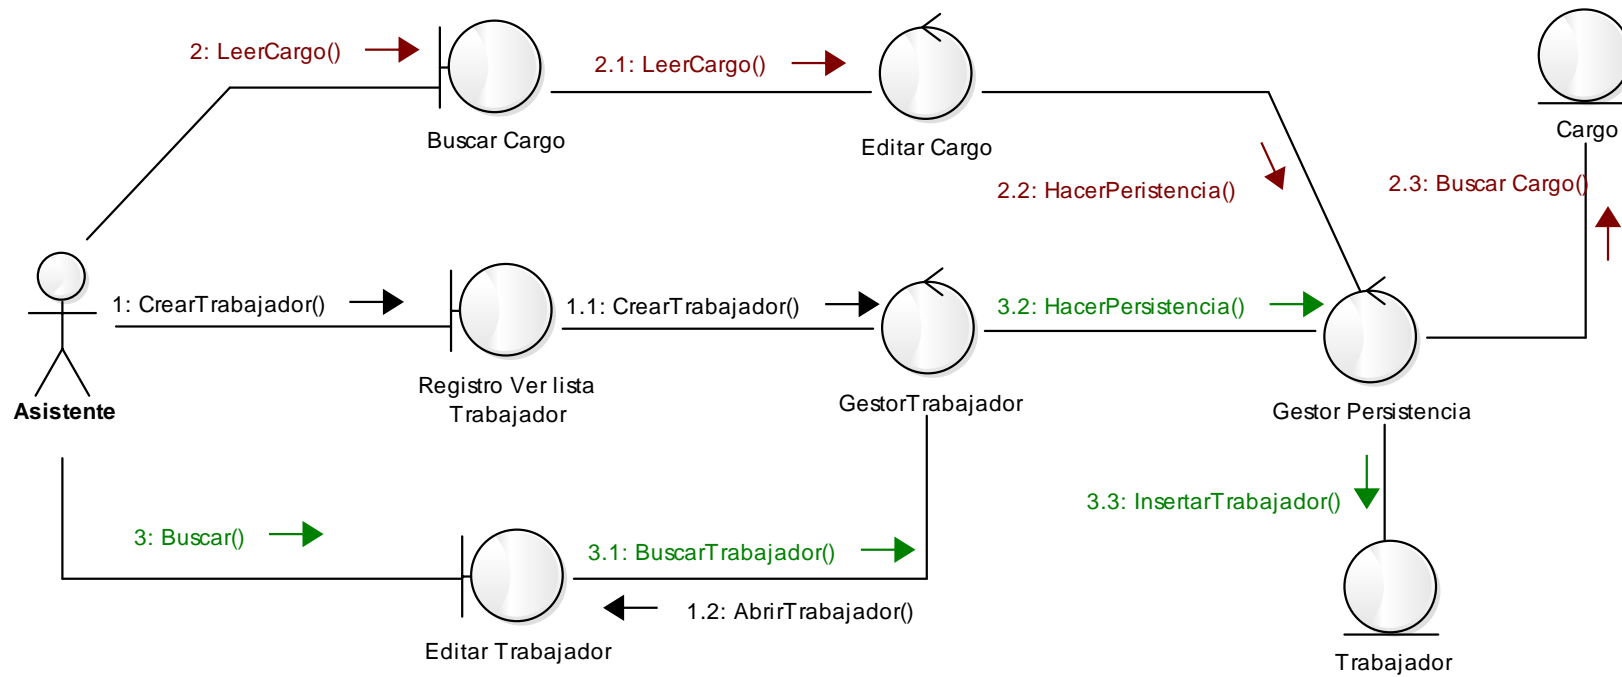 2: LeerCargo()
2.1: LeerCargo()
Buscar Cargo
Editar Cargo
Cargo
2.2: HacerPeristencia()
2.3: Buscar Cargo()
1: CrearTrabajador()
1.1: CrearTrabajador()
3.2: HacerPersistencia()
Asistente
Registro Ver lista
Trabajador
GestorTrabajador
Gestor Persistencia
3: Buscar()
3.1: BuscarTrabajador()
3.3: InsertarTrabajador()
1.2: AbrirTrabajador()
Editar Trabajador
Trabajador